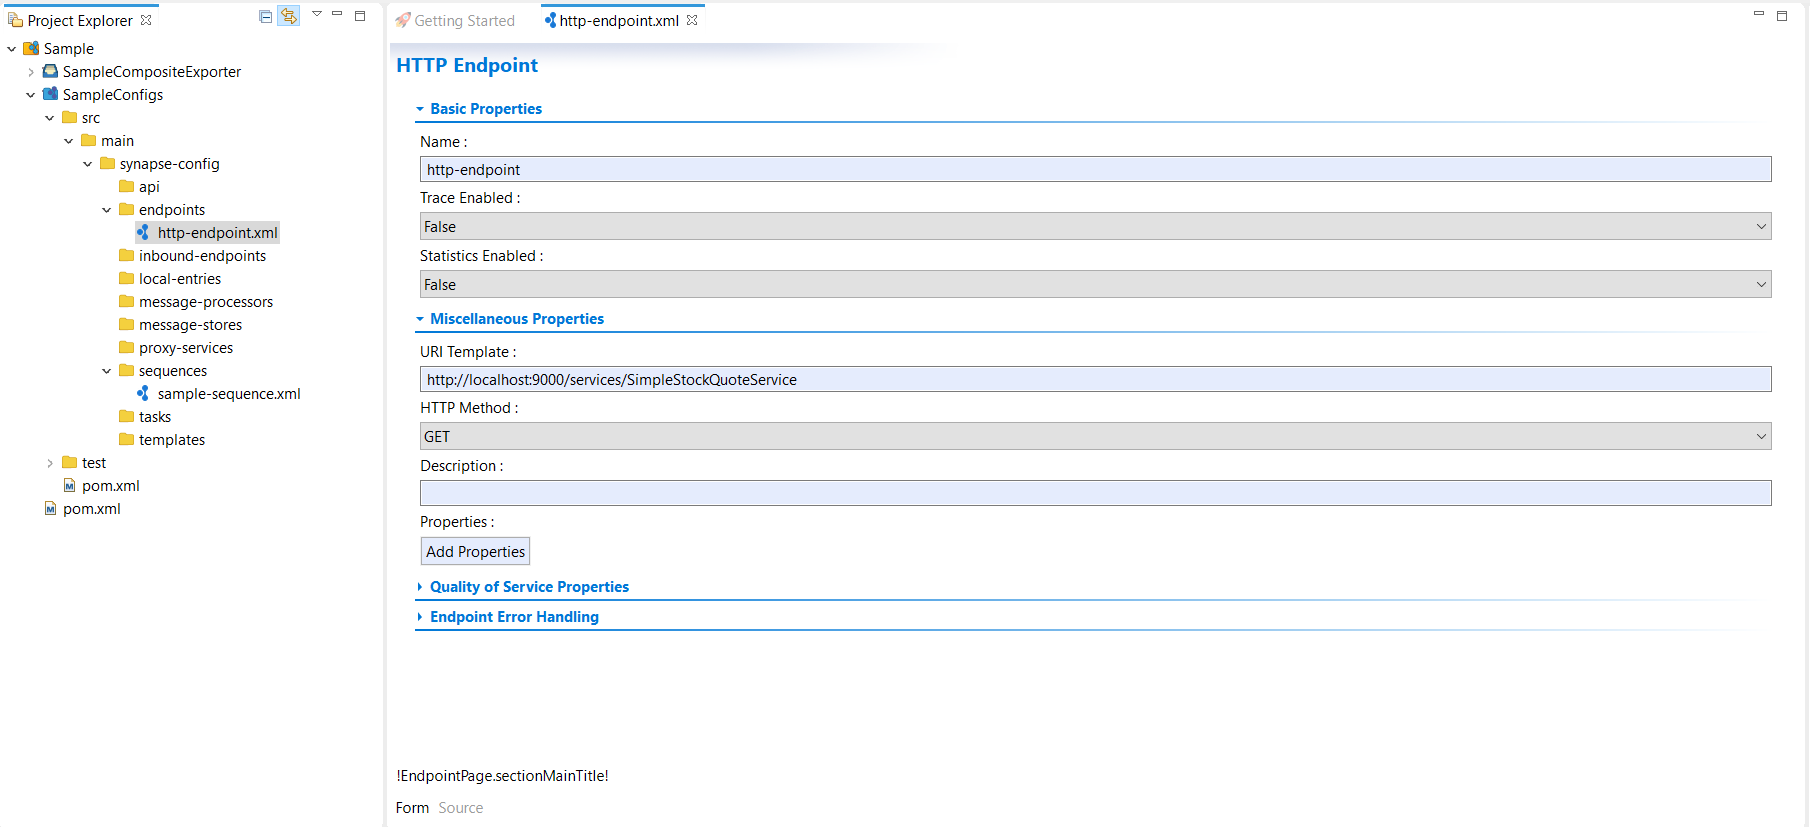 Project Explorer
Sample
SampleCompositeExporter
SampleConfigs
src
main
synapse-config
api
endpoints
http-endpoint.xml
inbound-endpoints
local-entries
message-processors
message-stores
proxy-services
sequences
sample-sequence.xml
tasks
templates
test
pom.xml
pom.xml
Getting Started
http-endpoint.xml
HTTP Endpoint
Basic Properties
Name :
http-endpoint
Trace Enabled :
False
Statistics Enabled :
False
Miscellaneous Properties
URI Template :
http://localhost:9000/services/SimpleStockQuoteService
HTTP Method :
GET
Description :
Properties :
Add Properties
Quality of Service Properties
Endpoint Error Handling
!EndpointPage.sectionMainTitle!
Form Source